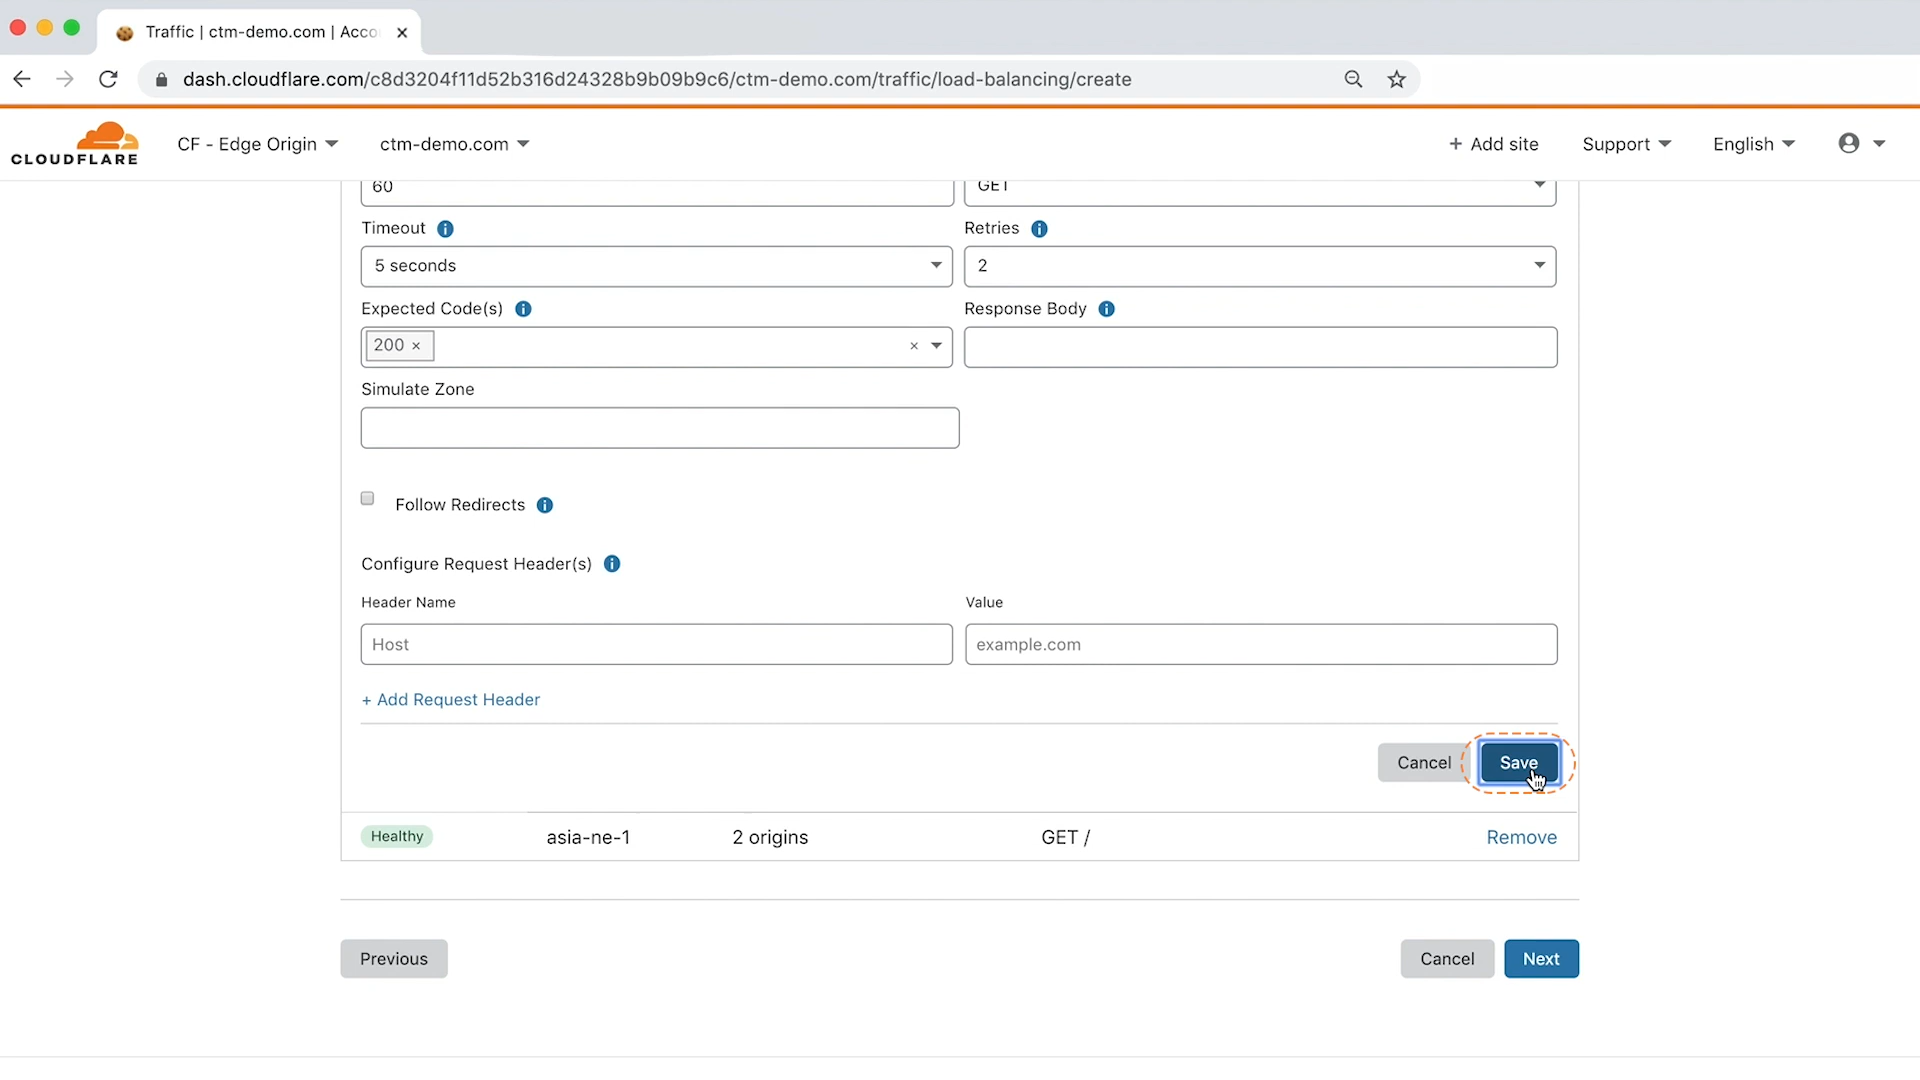 Traffic | ctm-demo.com | Acco
dash.cloudflare.com/c8d3204f11d52b316d24328b9b09b9c6/ctm-demo.com/traffic/load-balancing/create
CLOUDFLARE
CF - Edge Origin
ctm-demo.com
+ Add site
Support
English
60
GET
Timeout
Retries
5 seconds
2
Expected Code(s)
Response Body
200 ×
Simulate Zone
Follow Redirects
Configure Request Header(s)
Header Name
Value
Host
example.com
+ Add Request Header
Cancel
Save
Healthy
asia-ne-1
2 origins
GET /
Remove
Previous
Cancel
Next